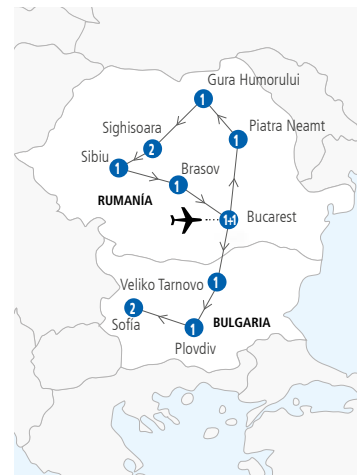 Gura Humorului
1
Sighisoara
2
1
Piatra Neamt
Sibiu
1
Brasov
1
RUMANÍA
1+1
Bucarest
Veliko Tarnovo
1
2
Sofía
BULGARIA
1
Plovdiv